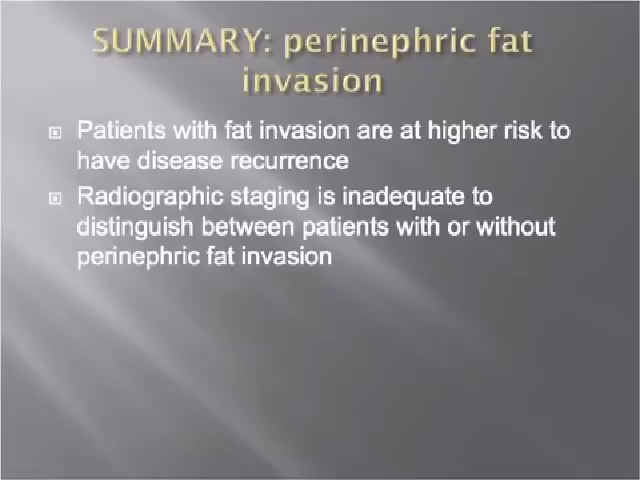 SUMMARY: perinephric fat
invasion
Patients with fat invasion are at higher risk to
have disease recurrence
Radiographic staging is inadequate to
distinguish between patients with or without
perinephric fat invasion